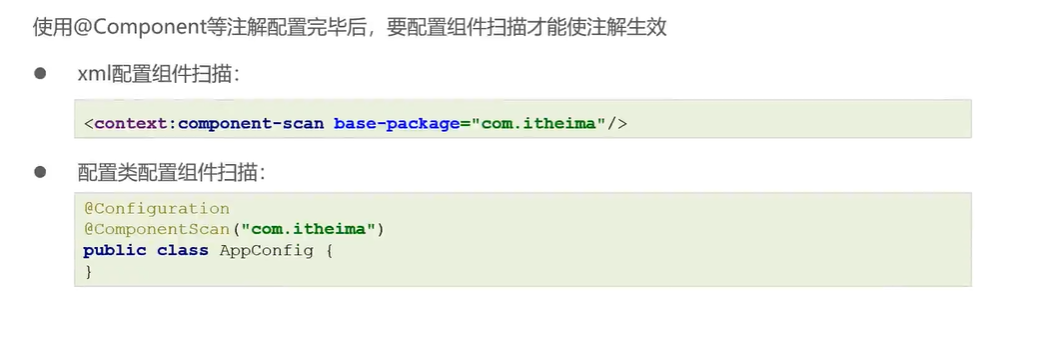 使用@Component等注解配置完毕后，要配置组件扫描才能使注解生效
● xml配置组件扫描：
<context:component-scan base-package="com.itheima"/>
● 配置类配置组件扫描：
@Configuration
@ComponentScan("com.itheima")
public class AppConfig {
}